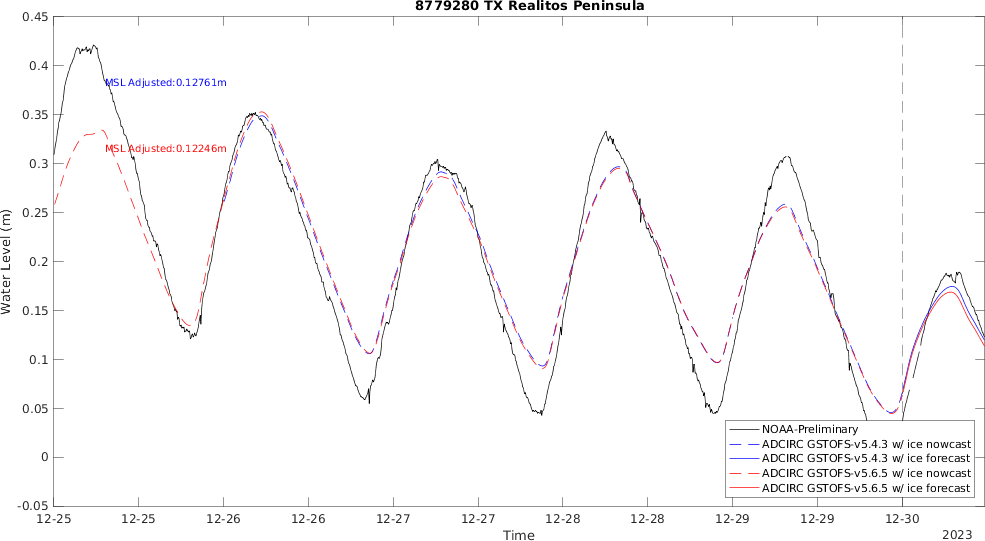 8779280 TX Realitos Peninsula
0.45
0.4
0.35
0.3
0.25
0.2
0.15
0.1
0.05
0
-0.05
Water Level (m)
MSL Adjusted:0.12761m
MSL Adjusted:0.12246m
NOAA-Preliminary
ADCIRC GSTOFS-v5.4.3 w/ ice nowcast
ADCIRC GSTOFS-v5.4.3 w/ ice forecast
ADCIRC GSTOFS-v5.6.5 w/ ice nowcast
ADCIRC GSTOFS-v5.6.5 w/ ice forecast
12-25 12-25 12-26 12-26 12-27 12-27 12-28 12-28 12-29 12-29 12-30
Time
2023